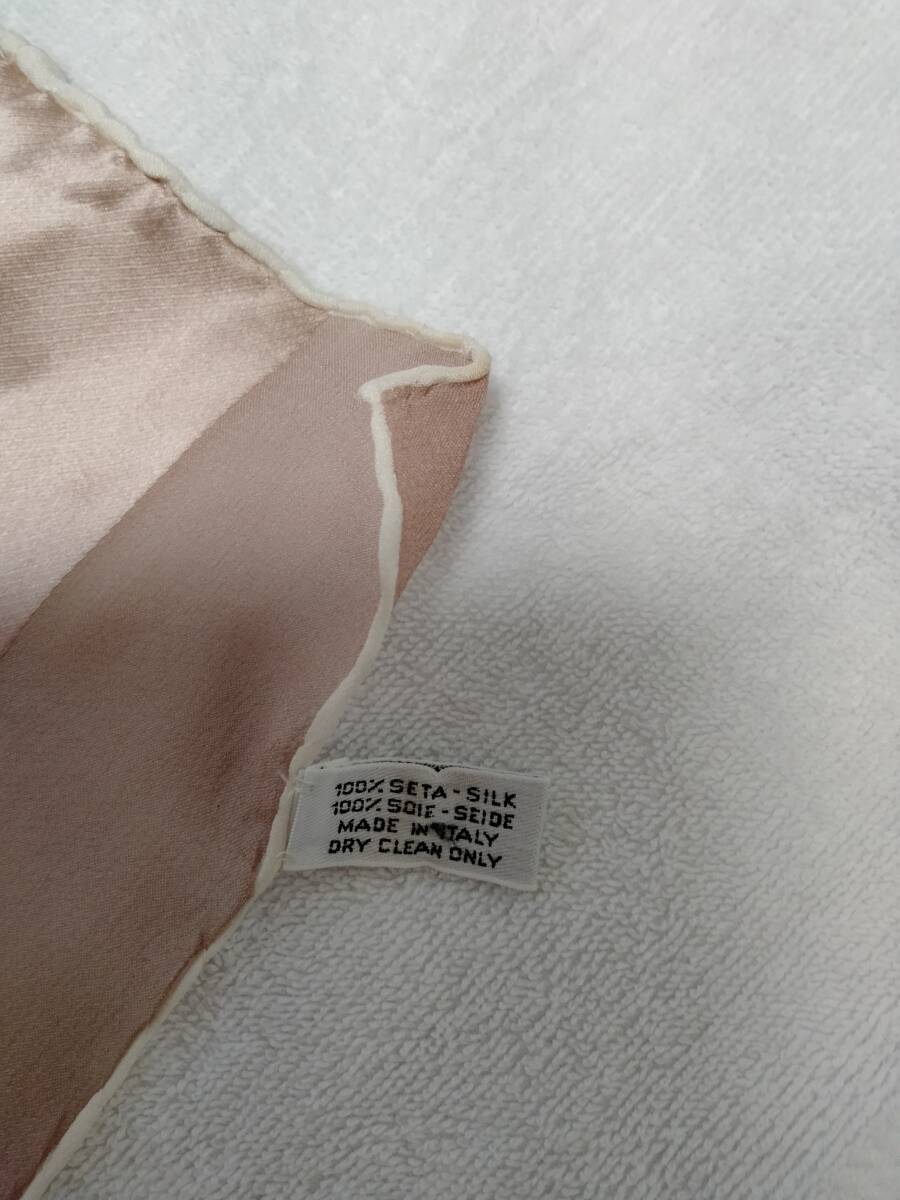 100% SETA - SILK
100% SOIE - SEIDE
MADE IN ITALY
DRY CLEAN ONLY